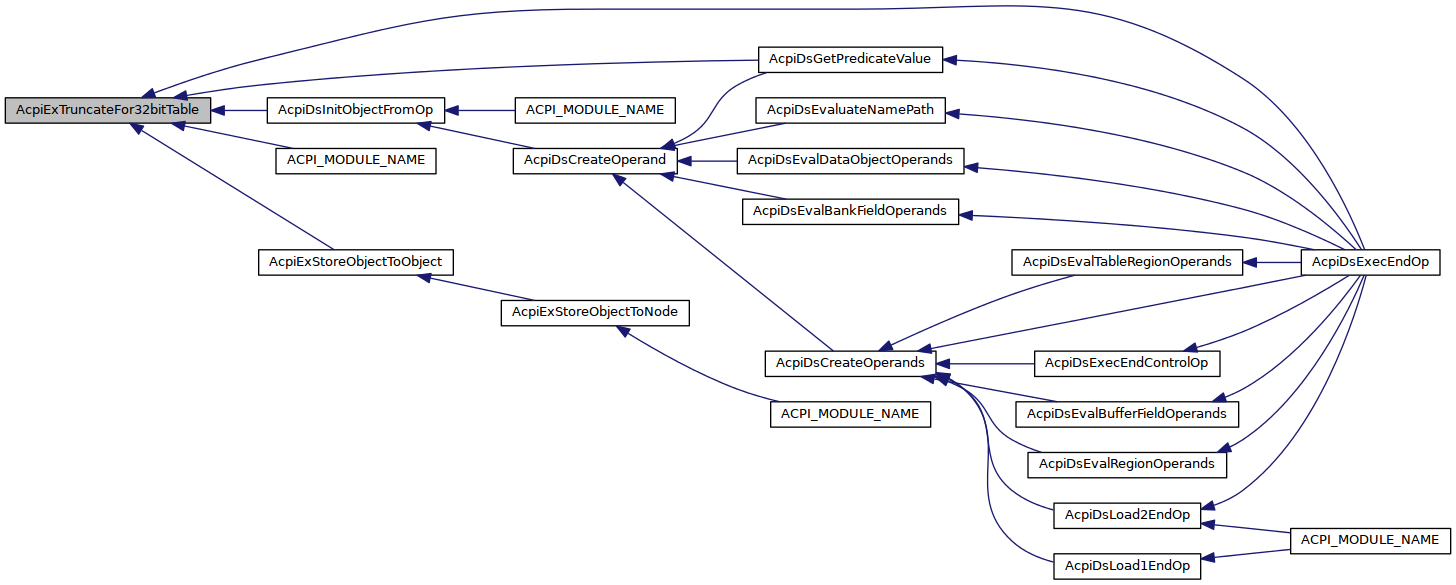 AcpiDsGetPredicateValue
AcpiExTruncateFor32bitTable
AcpiDsInitObjectFromOp
ACPI_MODULE_NAME
AcpiDsEvaluateNamePath
ACPI_MODULE_NAME
AcpiDsCreateOperand
AcpiDsEvalDataObjectOperands
AcpiDsEvalBankFieldOperands
AcpiExStoreObjectToObject
AcpiDsEvalTableRegionOperands
AcpiDsExecEndOp
AcpiExStoreObjectToNode
AcpiDsCreateOperands
AcpiDsExecEndControlOp
ACPI_MODULE_NAME
AcpiDsEvalBufferFieldOperands
AcpiDsEvalRegionOperands
AcpiDsLoad2EndOp
ACPI_MODULE_NAME
AcpiDsLoad1EndOp